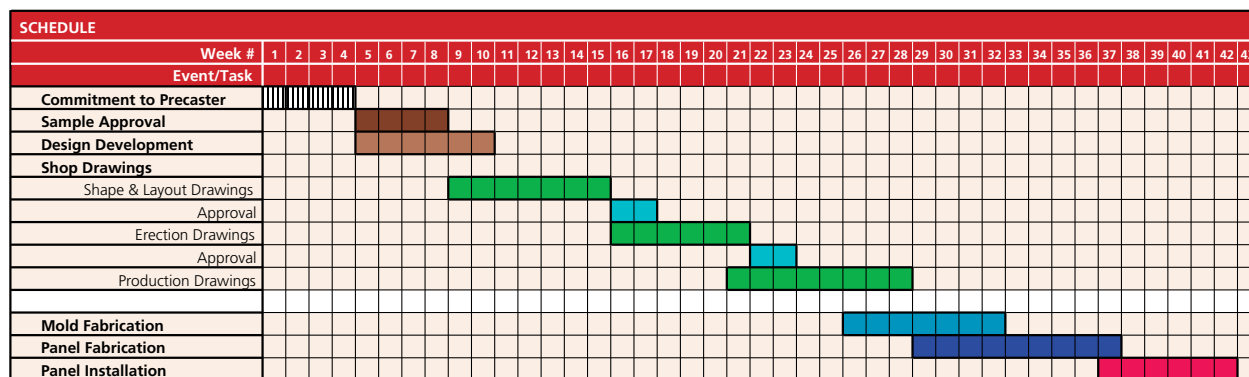 SCHEDULE
Week # 1 2 3 4 5 6 7 8 9 10 11 12 13 14 15 16 17 18 19 20 21 22 23 24 25 26 27 28 29 30 31 32 33 34 35 36 37 38 39 40 41 42
Event/Task
Commitment to Precaster
Sample Approval
Design Development
Shop Drawings
Shape & Layout Drawings
Approval
Erection Drawings
Approval
Production Drawings
Mold Fabrication
Panel Fabrication
Panel Installation